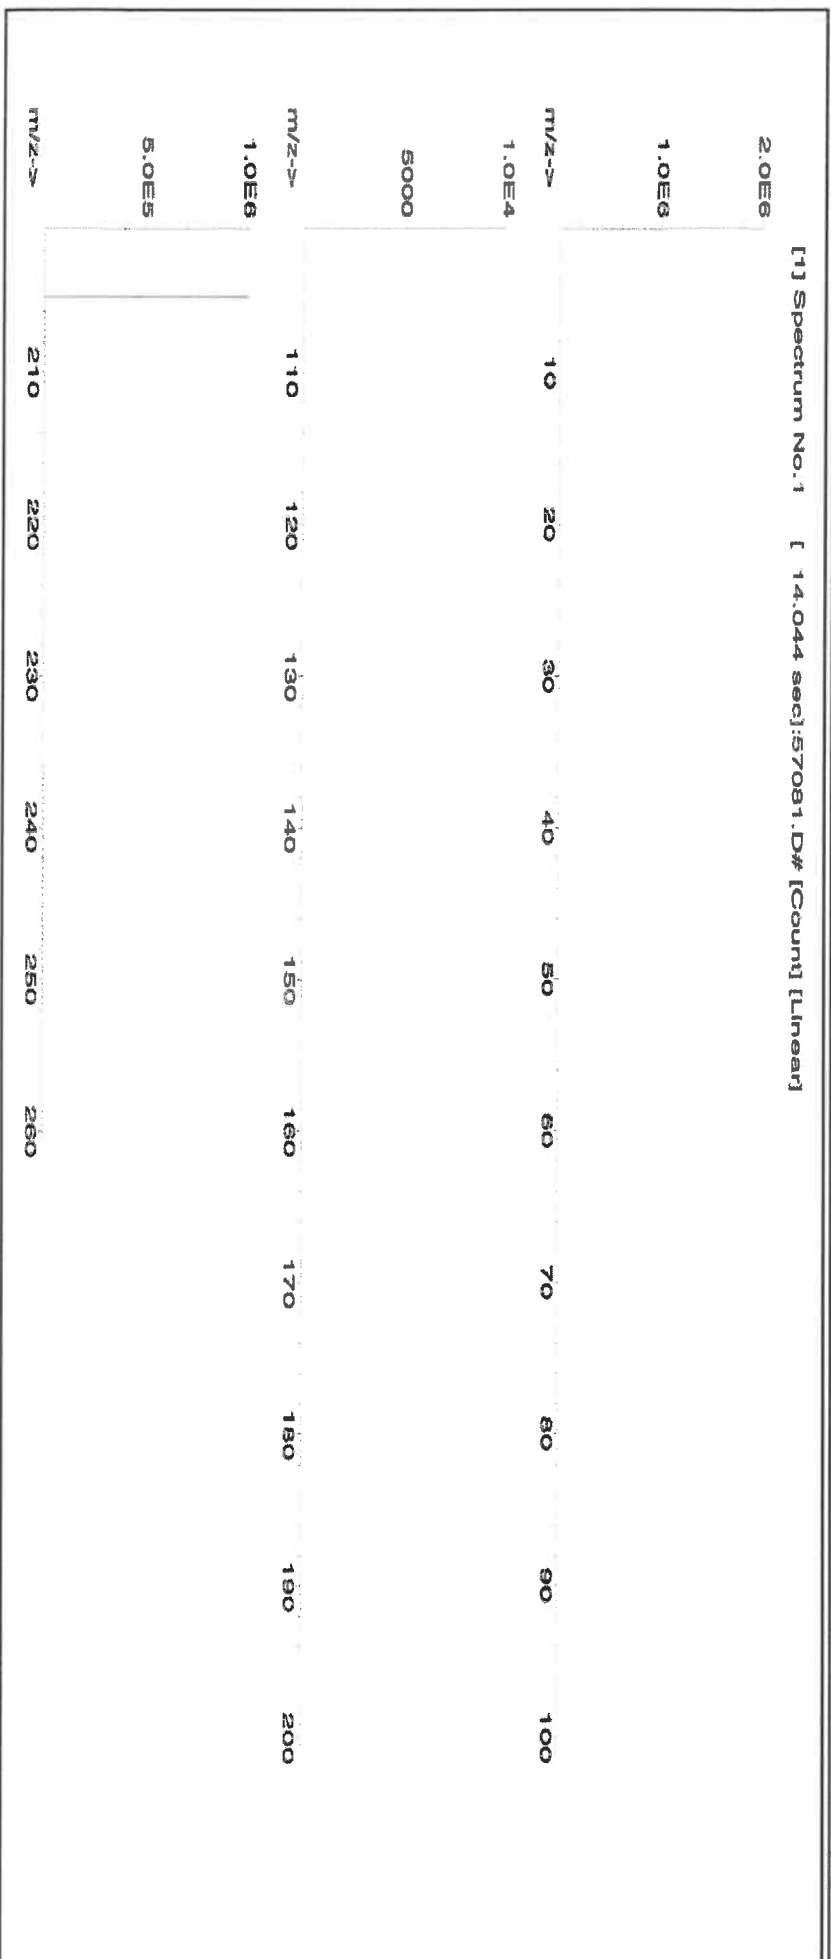 [1] Spectrum No.1 [ 14.044 sec]:57081.D# [Count] [Linear]
2.0E6
1.0E6
m/z-> 10 20 30 40 50 60 70 80 90 100
1.0E4
5000
m/z-> 110 120 130 140 150 160 170 180 190 200
1.0E6
5.0E5
m/z-> 210 220 230 240 250 260